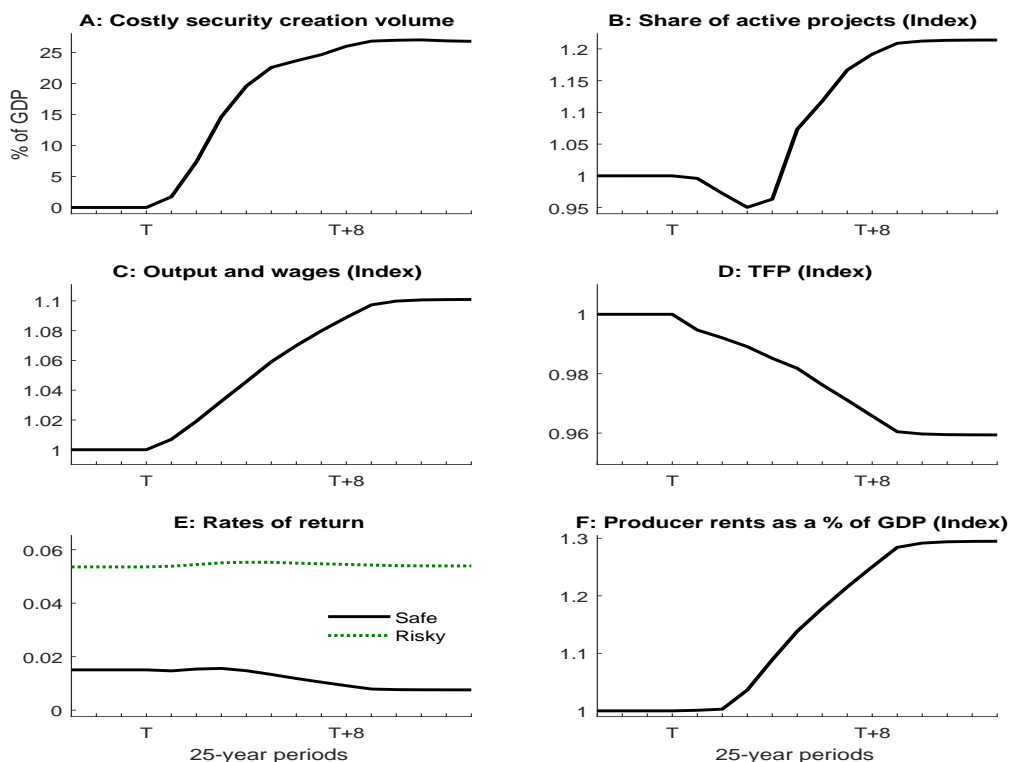 A: Costly security creation volume
25
20
15
10
5
0
% of GDP
T
T+8
B: Share of active projects (Index)
1.2
1.15
1.1
1.05
1
0.95
T
T+8
C: Output and wages (Index)
1.1
1.08
1.06
1.04
1.02
1
T
T+8
D: TFP (Index)
1
0.98
0.96
T
T+8
E: Rates of return
0.06
0.04
0.02
0
Safe
Risky
T
T+8
25-year periods
F: Producer rents as a % of GDP (Index)
1.3
1.2
1.1
1
T
T+8
25-year periods